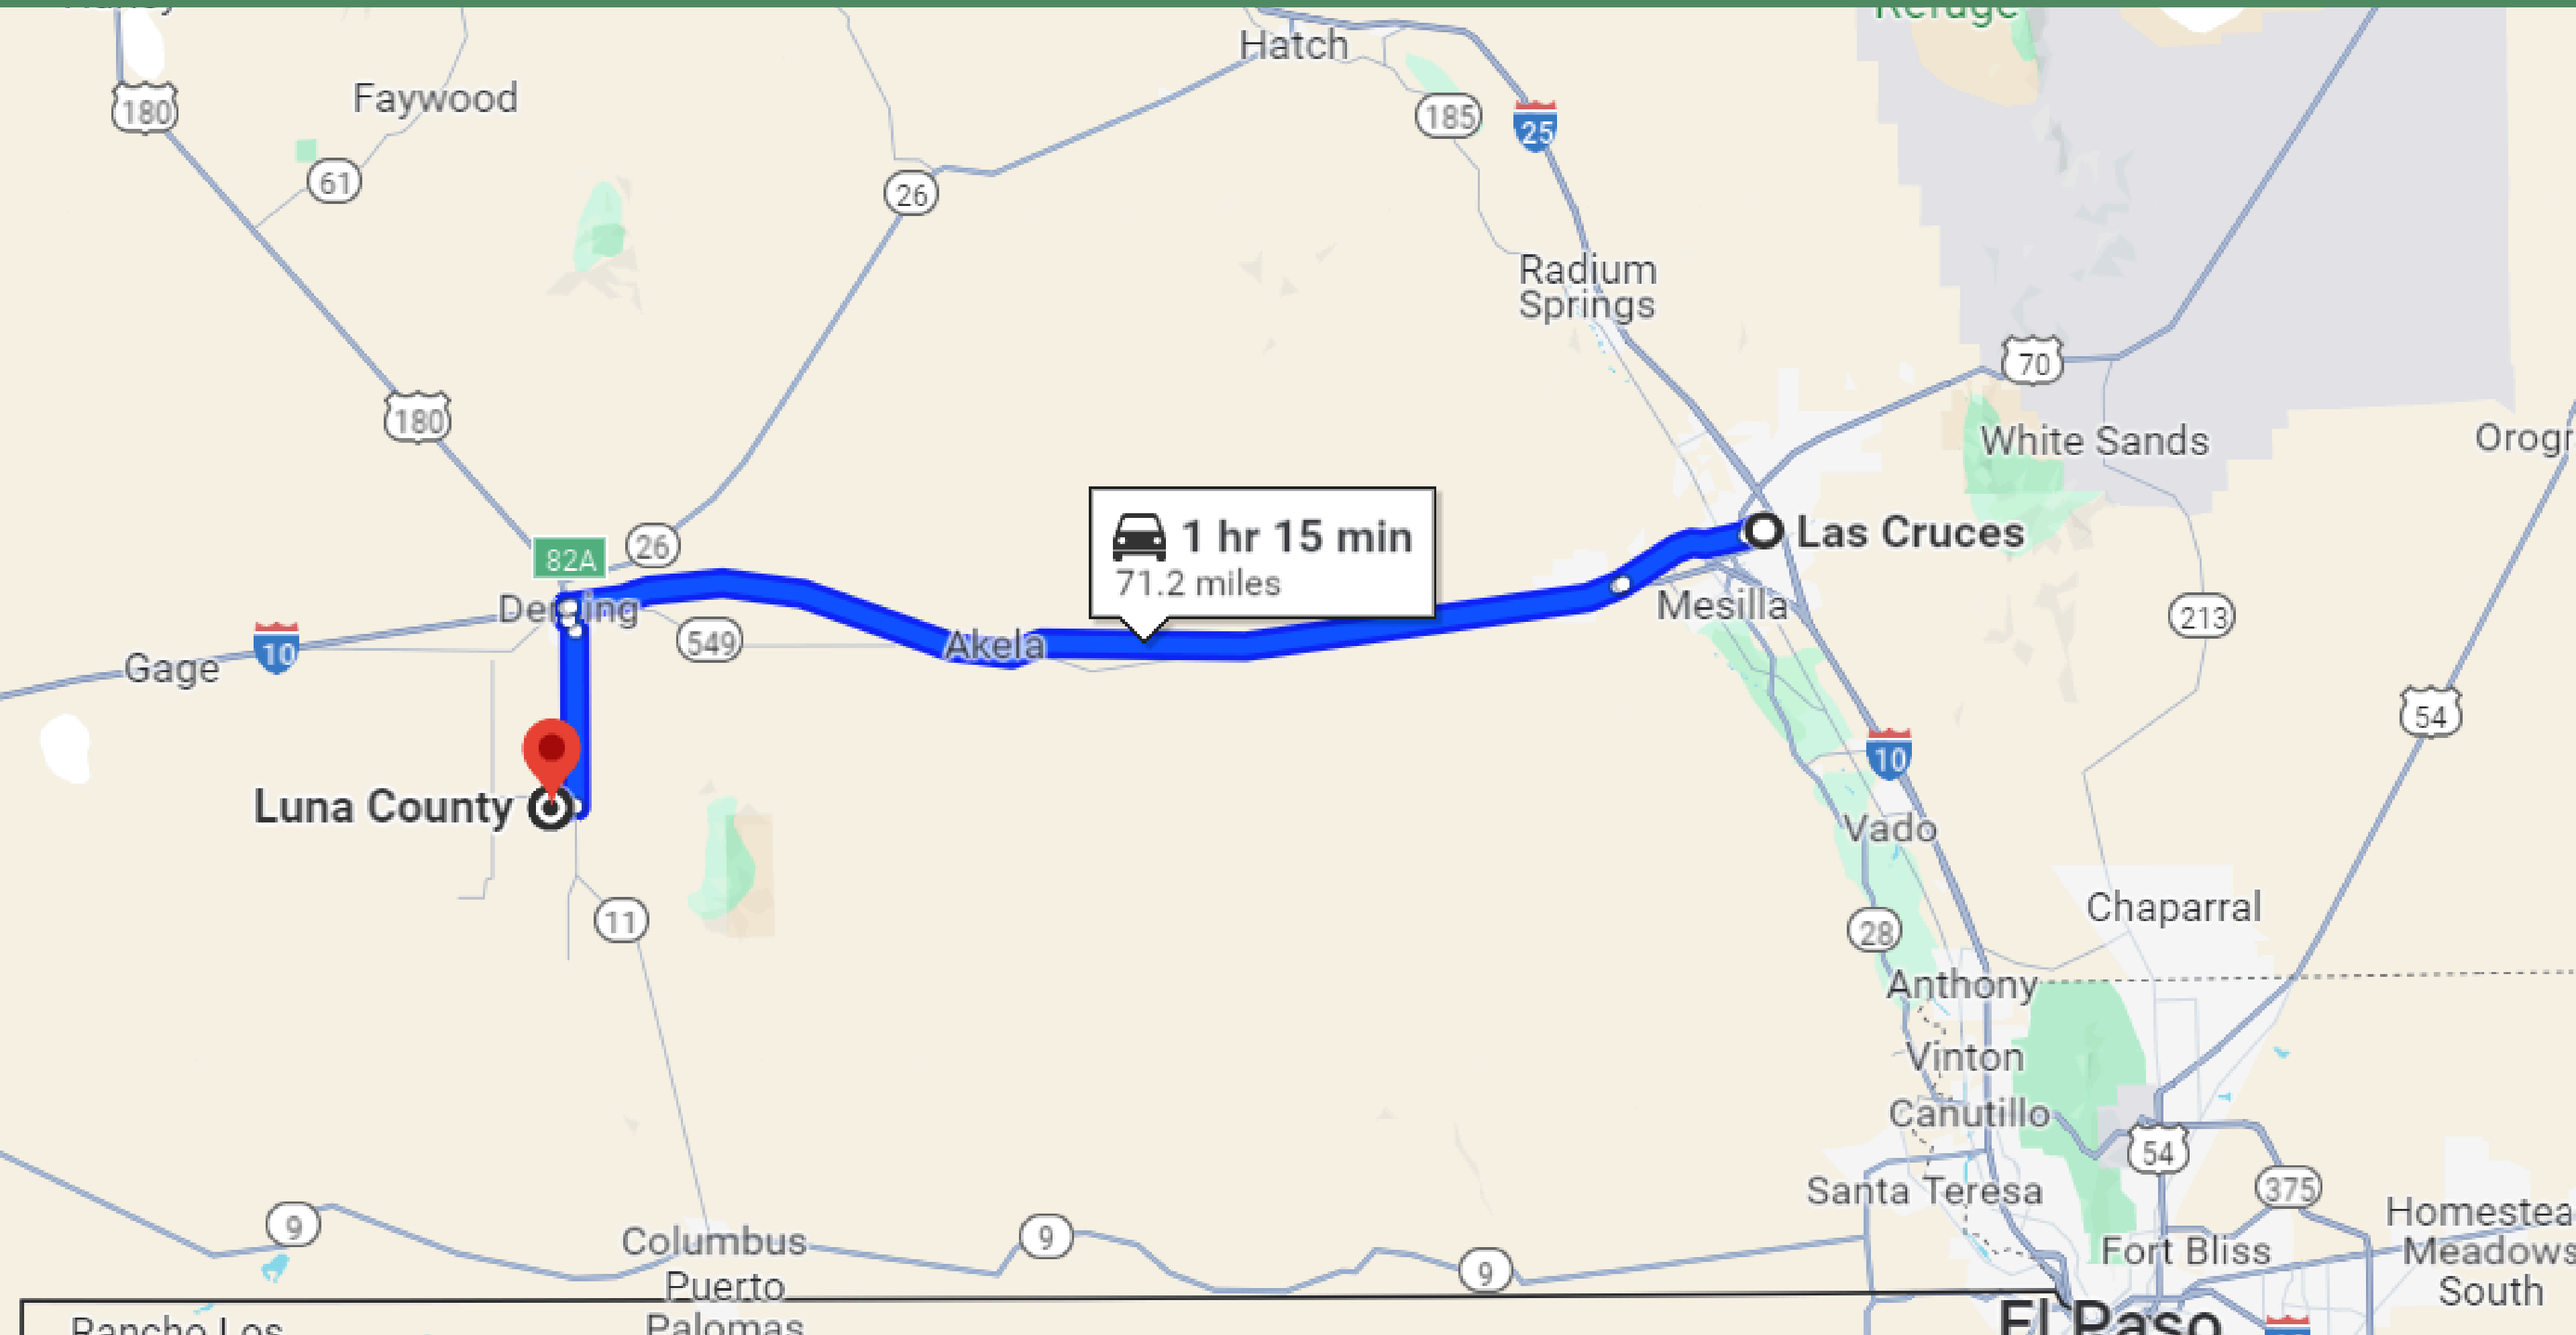 Refuge
Hatch
180
Faywood
185
25
61
26
Radium
Springs
70
180
White Sands
1 hr 15 min
71.2 miles
Las Cruces
26
82A
Deming
Mesilla
549
Akela
213
10
Gage
54
10
Luna County
Vado
11
28
Chaparral
Anthony
Vinton
Canutillo
54
Santa Teresa
375
9
Columbus
9
9
Homestea
Meadows
South
Fort Bliss
Puerto
Palomas
Rancho Los
El Paso